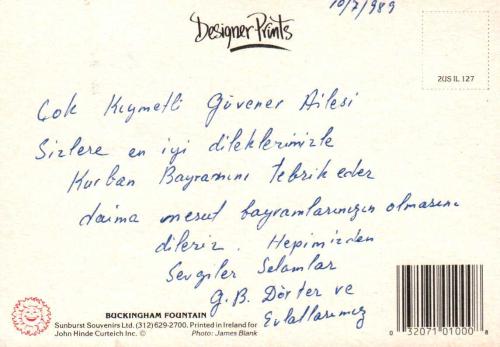 10/7/989
Designer Prints
2US IL 127
Çok Kıymetli Güvener Ailesi
Sizlere en iyi dileklerimizle
Kurban Bayramını tebrik eder
daima mesut bayramlarınızın olmasını
dileriz. Hepimizden
Sevgiler Selamlar
G.B. Dörter ve
Evlatlarımız
BUCKINGHAM FOUNTAIN
Sunburst Souvenirs Ltd. (312) 629-2700. Printed in Ireland for
John Hinde Curteich Inc. © Photo: James Blank
0 32071 01000 8